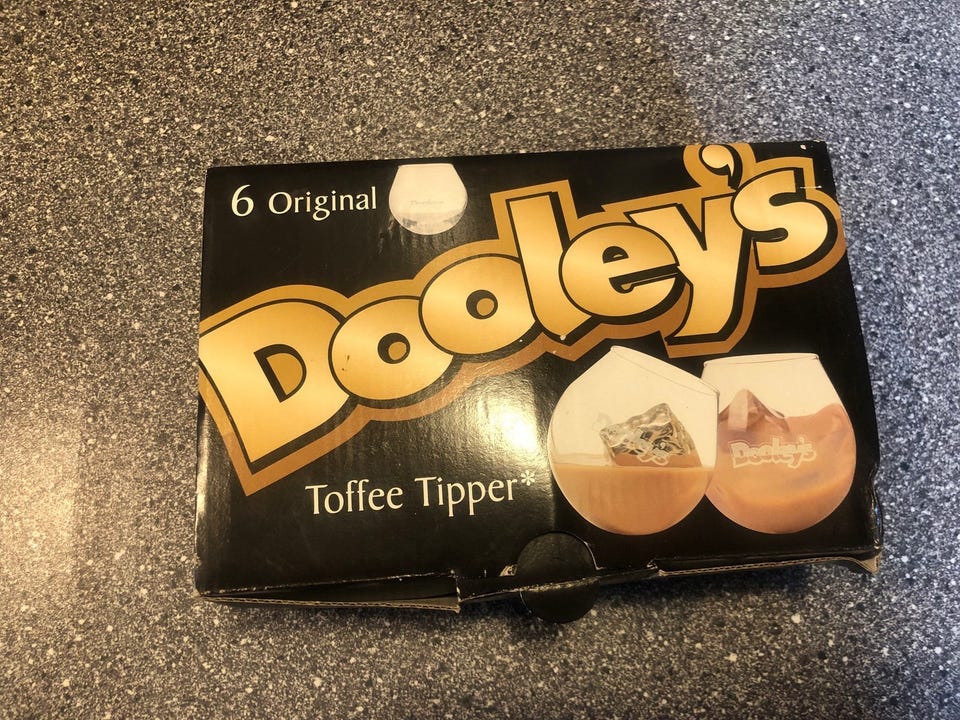 6 Original
Dooley's
Toffee Tipper*
Dooley's